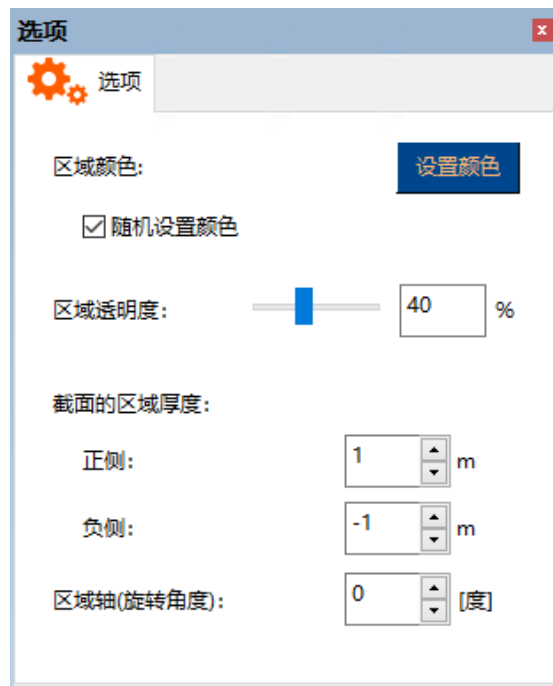 选项
选项
区域颜色: 设置颜色
随机设置颜色
区域透明度: 40 %
截面的区域厚度:
正侧: 1 m
负侧: -1 m
区域轴(旋转角度): 0 [度]